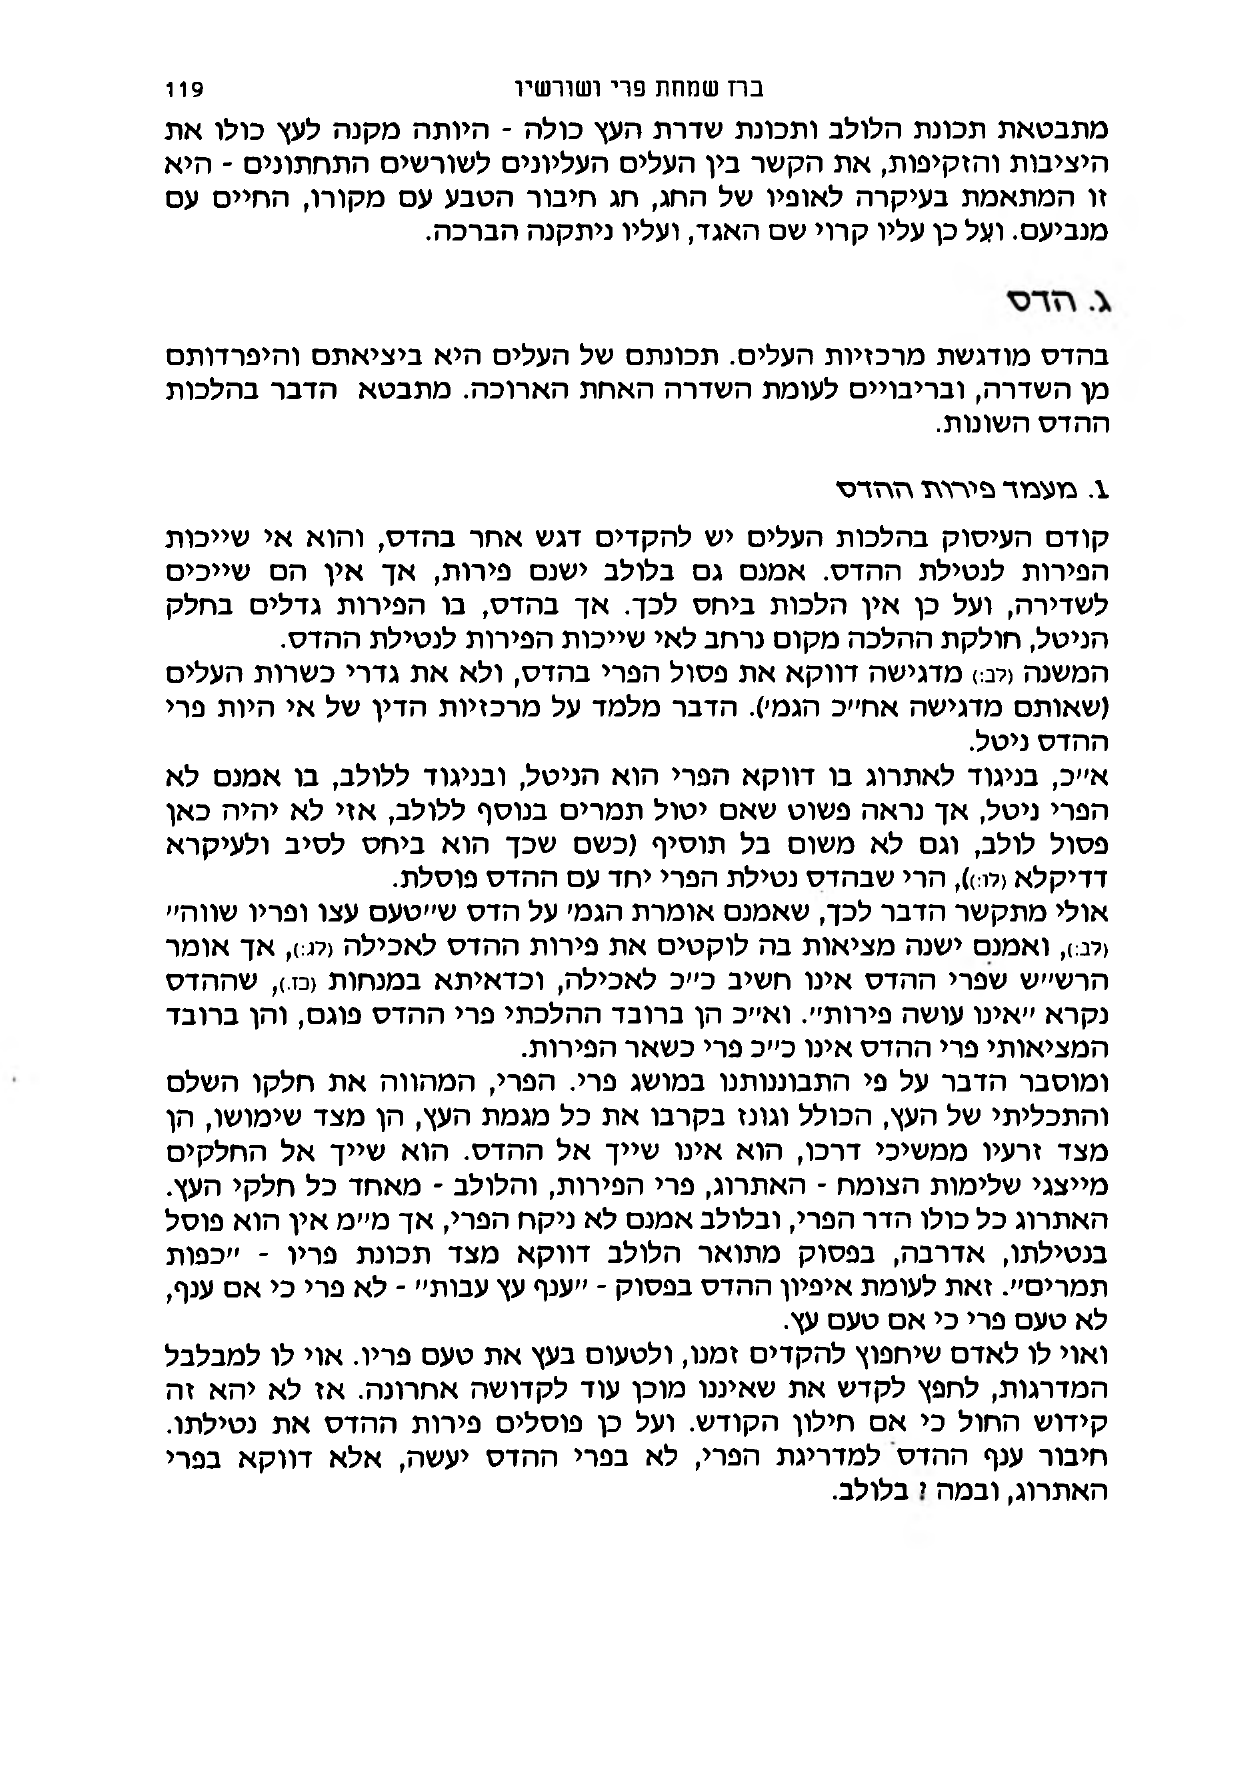 ברז שמחת פרי ושורשיו 119
מתבטאת תכונת הלולב ותכונת שדרת העץ כולה - היותה מקנה לעץ כולו את
היציבות והזקיפות, את הקשר בין העלים העליונים לשורשים התחתונים - היא
זו המתאמת בעיקרה לאופיו של החג, חג חיבור הטבע עם מקורו, החיים עם
מנביעם. ועל כן עליו קרוי שם האגד, ועליו ניתקנה הברכה.
ג. הדס
בהדס מודגשת מרכזיות העלים. תכונתם של העלים היא ביציאתם והיפרדותם
מן השדרה, ובריבויים לעומת השדרה האחת הארוכה. מתבטא הדבר בהלכות
ההדס השונות.
1. מעמד פירות ההדס
קודם העיסוק בהלכות העלים יש להקדים דגש אחר בהדס, והוא אי שייכות
הפירות לנטילת ההדס. אמנם גם בלולב ישנם פירות, אך אין הם שייכים
לשדירה, ועל כן אין הלכות ביחס לכך. אך בהדס, בו הפירות גדלים בחלק
הניטל, חולקת ההלכה מקום נרחב לאי שייכות הפירות לנטילת ההדס.
המשנה (לב:) מדגישה דווקא את פסול הפרי בהדס, ולא את גדרי כשרות העלים
(שאותם מדגישה אח״כ הגמ׳). הדבר מלמד על מרכזיות הדין של אי היות פרי
ההדס ניטל.
א״כ, בניגוד לאתרוג בו דווקא הפרי הוא הניטל, ובניגוד ללולב, בו אמנם לא
הפרי ניטל, אך נראה פשוט שאם יטול תמרים בנוסף ללולב, אזי לא יהיה כאן
פסול לולב, וגם לא משום בל תוסיף (כשם שכך הוא ביחס לסיב ולעיקרא
דדיקלא (לו:)), הרי שבהדס נטילת הפרי יחד עם ההדס פוסלת.
אולי מתקשר הדבר לכך, שאמנם אומרת הגמ׳ על הדס ש״טעם עצו ופריו שווה״
(לב:), ואמנם ישנה מציאות בה לוקטים את פירות ההדס לאכילה (לג:), אך אומר
הרש״ש שפרי ההדס אינו חשיב כ״כ לאכילה, וכדאיתא במנחות (כז.), שההדס
נקרא ״אינו עושה פירות״. וא״כ הן ברובד ההלכתי פרי ההדס פוגם, והן ברובד
המציאותי פרי ההדס אינו כ״כ פרי כשאר הפירות.
ומוסבר הדבר על פי התבוננותנו במושג פרי. הפרי, המהווה את חלקו השלם
והתכליתי של העץ, הכולל וגונז בקרבו את כל מגמת העץ, הן מצד שימושו, הן
מצד זרעיו ממשיכי דרכו, הוא אינו שייך אל ההדס. הוא שייך אל החלקים
מייצגי שלימות הצומח - האתרוג, פרי הפירות, והלולב - מאחד כל חלקי העץ.
האתרוג כל כולו הדר הפרי, ובלולב אמנם לא ניקח הפרי, אך מ״מ אין הוא פוסל
בנטילתו, אדרבה, בפסוק מתואר הלולב דווקא מצד תכונת פריו - ״כפות
תמרים״. זאת לעומת איפיון ההדס בפסוק - ״ענף עץ עבות״ - לא פרי כי אם ענף,
לא טעם פרי כי אם טעם עץ.
ואוי לו לאדם שיחפוץ להקדים זמנו, ולטעום בעץ את טעם פריו. אוי לו למבלבל
המדרגות, לחפץ לקדש את שאיננו מוכן עוד לקדושה אחרונה. אז לא יהא זה
קידוש החול כי אם חילון הקודש. ועל כן פוסלים פירות ההדס את נטילתו.
חיבור ענף ההדס למדריגת הפרי, לא בפרי ההדס יעשה, אלא דווקא בפרי
האתרוג, ובמה ? בלולב.